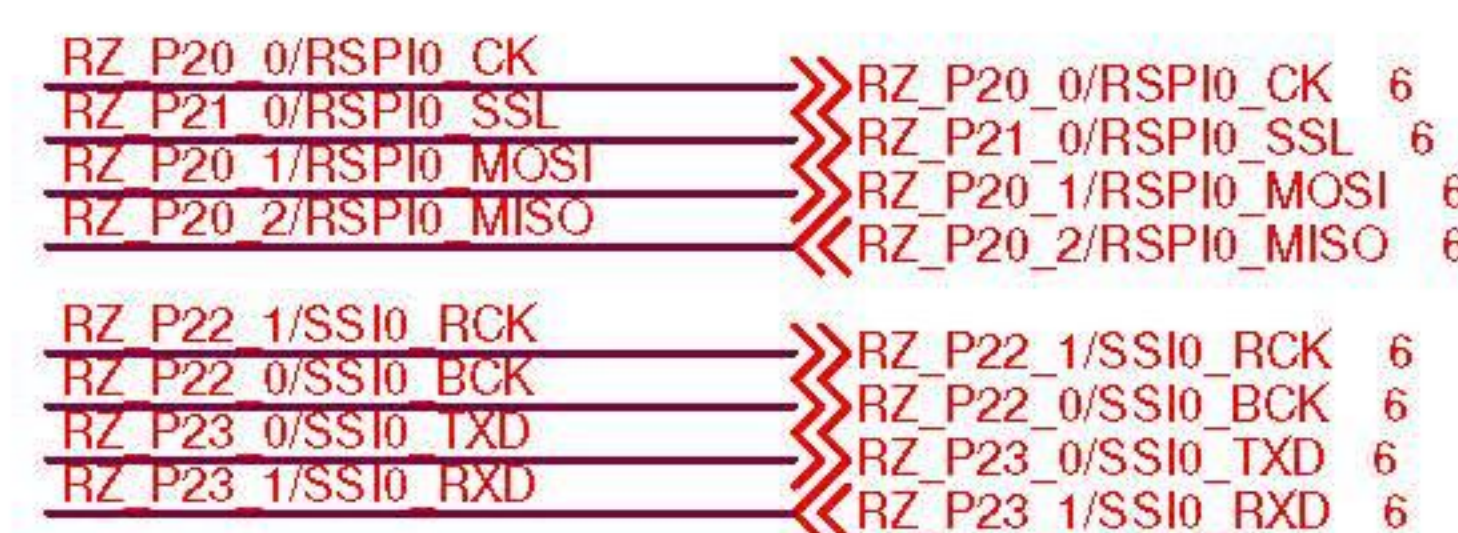 RZ_P20_0/RSPI0_CK RZ_P20_0/RSPI0_CK 6
RZ_P21_0/RSPI0_SSL RZ_P21_0/RSPI0_SSL 6
RZ_P20_1/RSPI0_MOSI RZ_P20_1/RSPI0_MOSI 6
RZ_P20_2/RSPI0_MISO RZ_P20_2/RSPI0_MISO 6
RZ_P22_1/SSI0_RCK RZ_P22_1/SSI0_RCK 6
RZ_P22_0/SSI0_BCK RZ_P22_0/SSI0_BCK 6
RZ_P23_0/SSI0_TXD RZ_P23_0/SSI0_TXD 6
RZ_P23_1/SSI0_RXD RZ_P23_1/SSI0_RXD 6